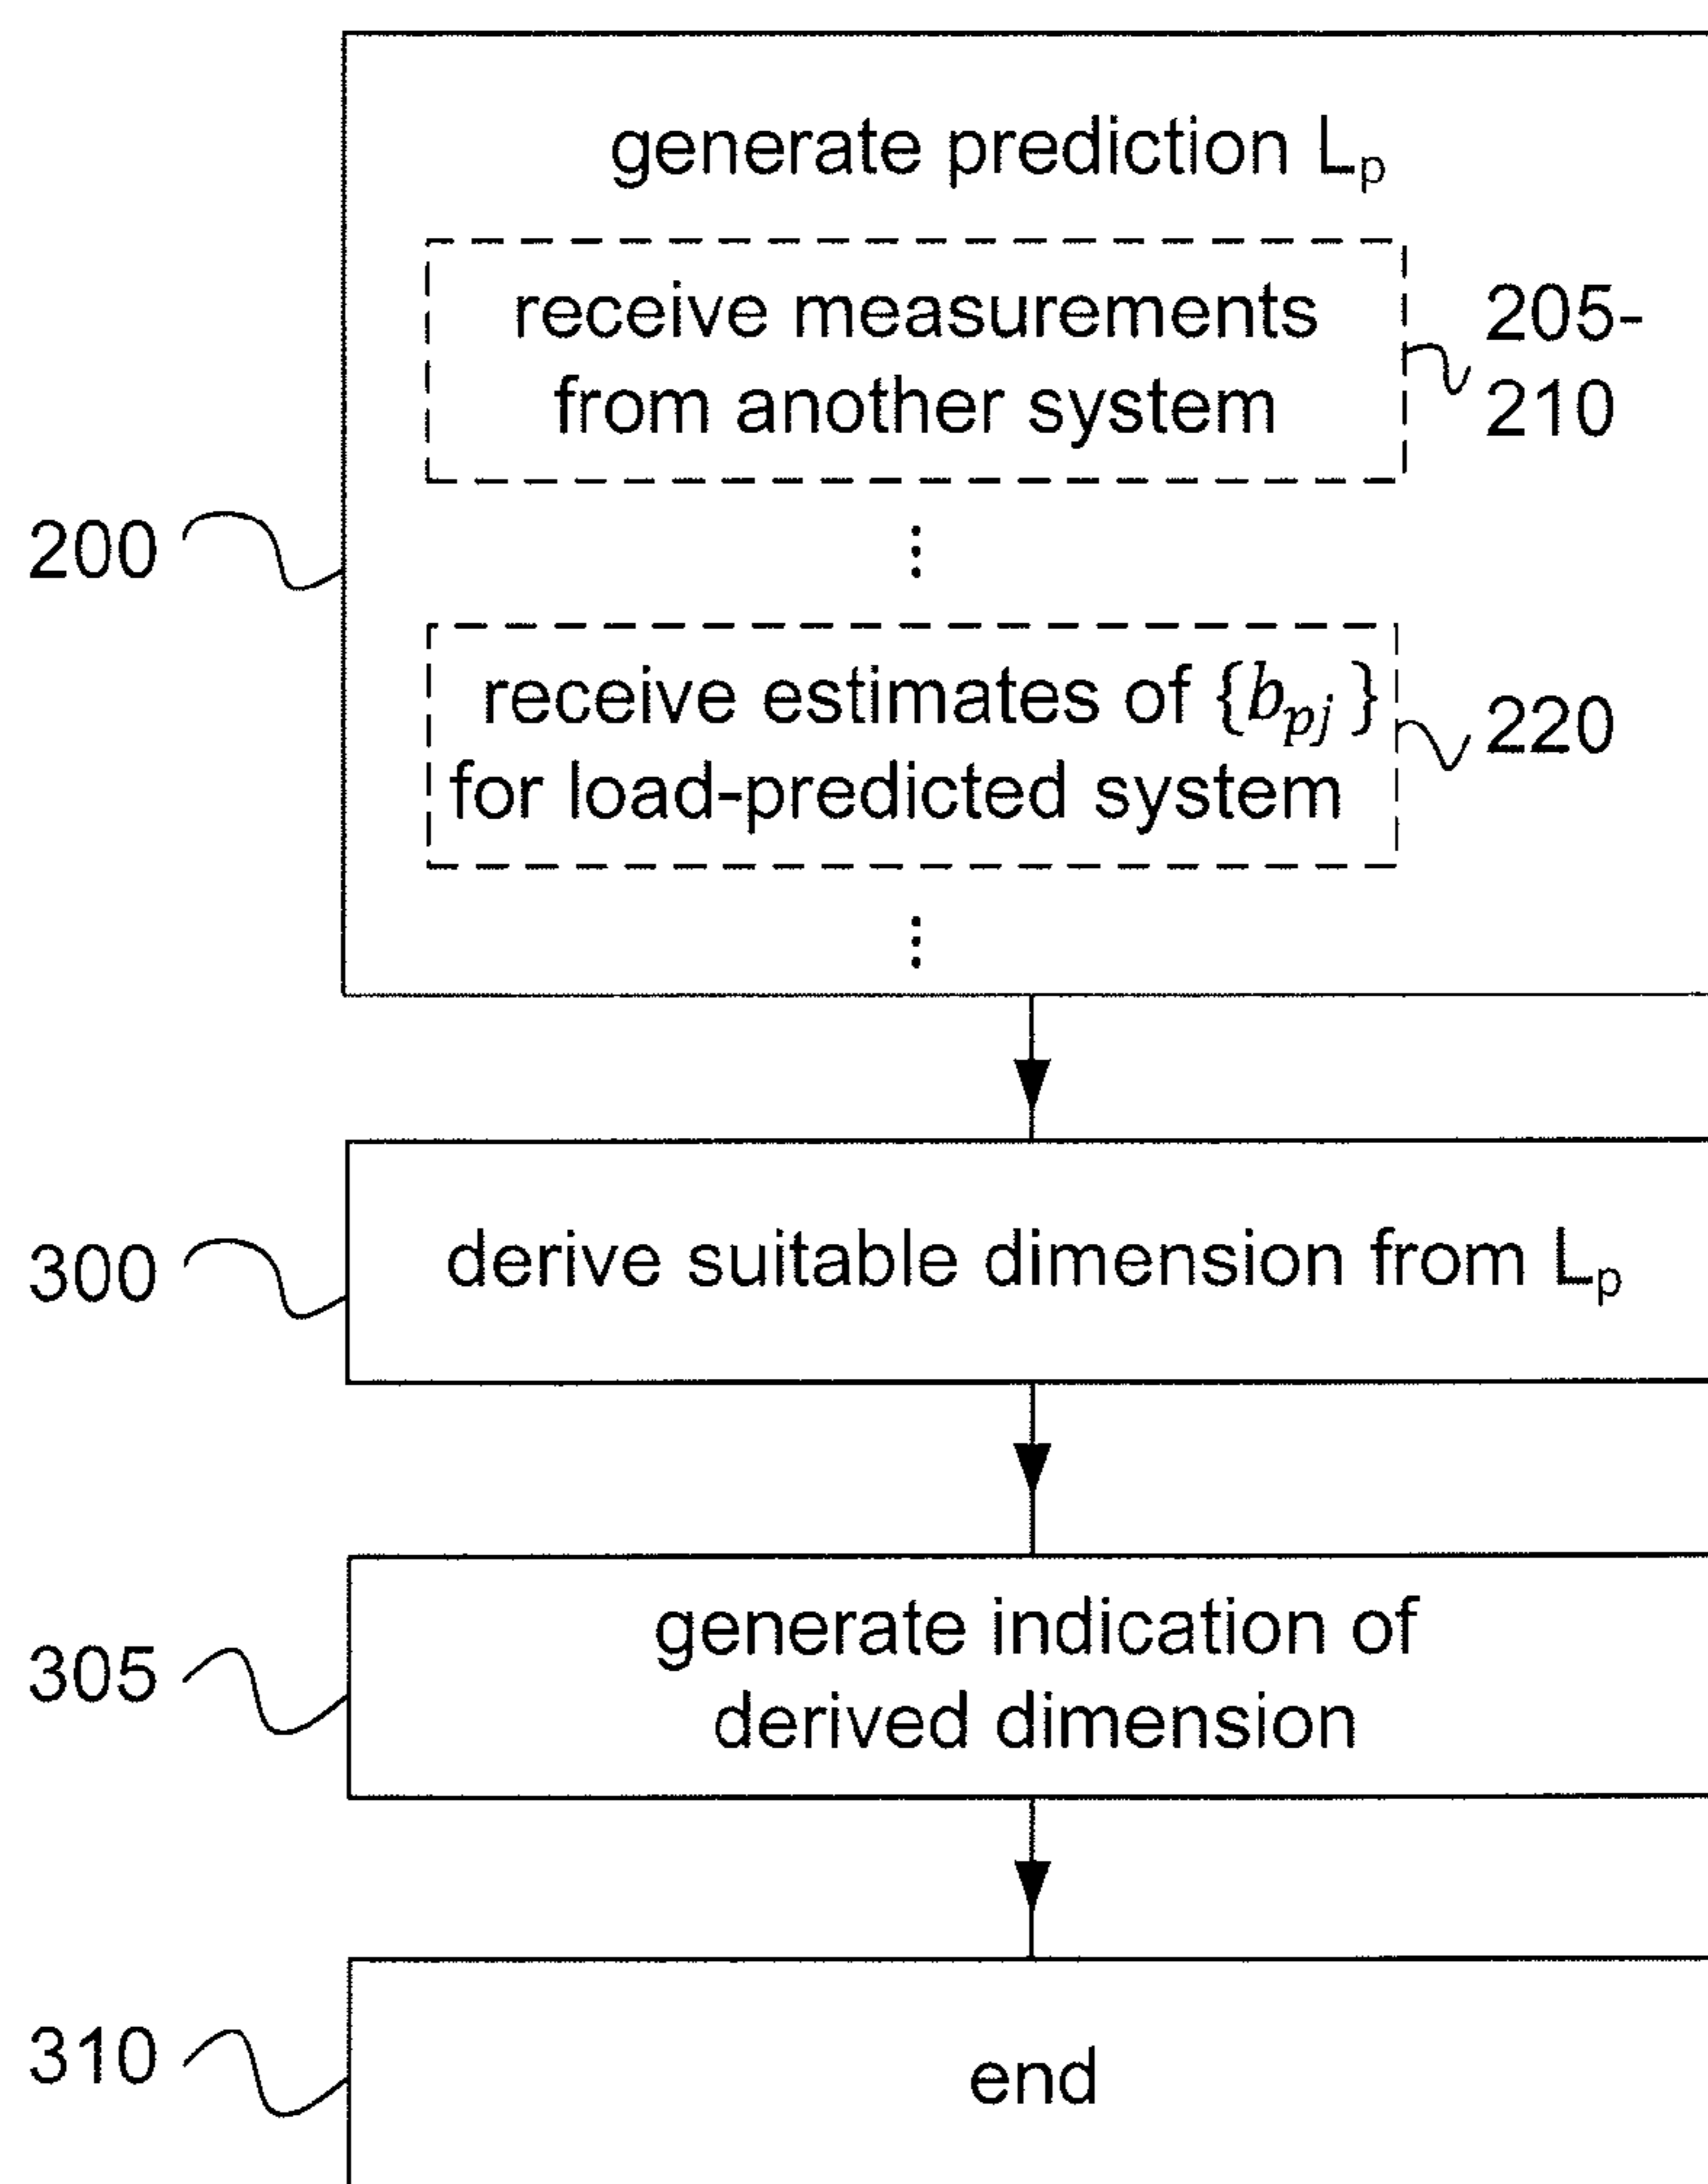 generate prediction Lp
receive measurements
from another system
205-
210
⋮
200
receive estimates of {bpj}
for load-predicted system
220
⋮
300
derive suitable dimension from Lp
305
generate indication of
derived dimension
310
end